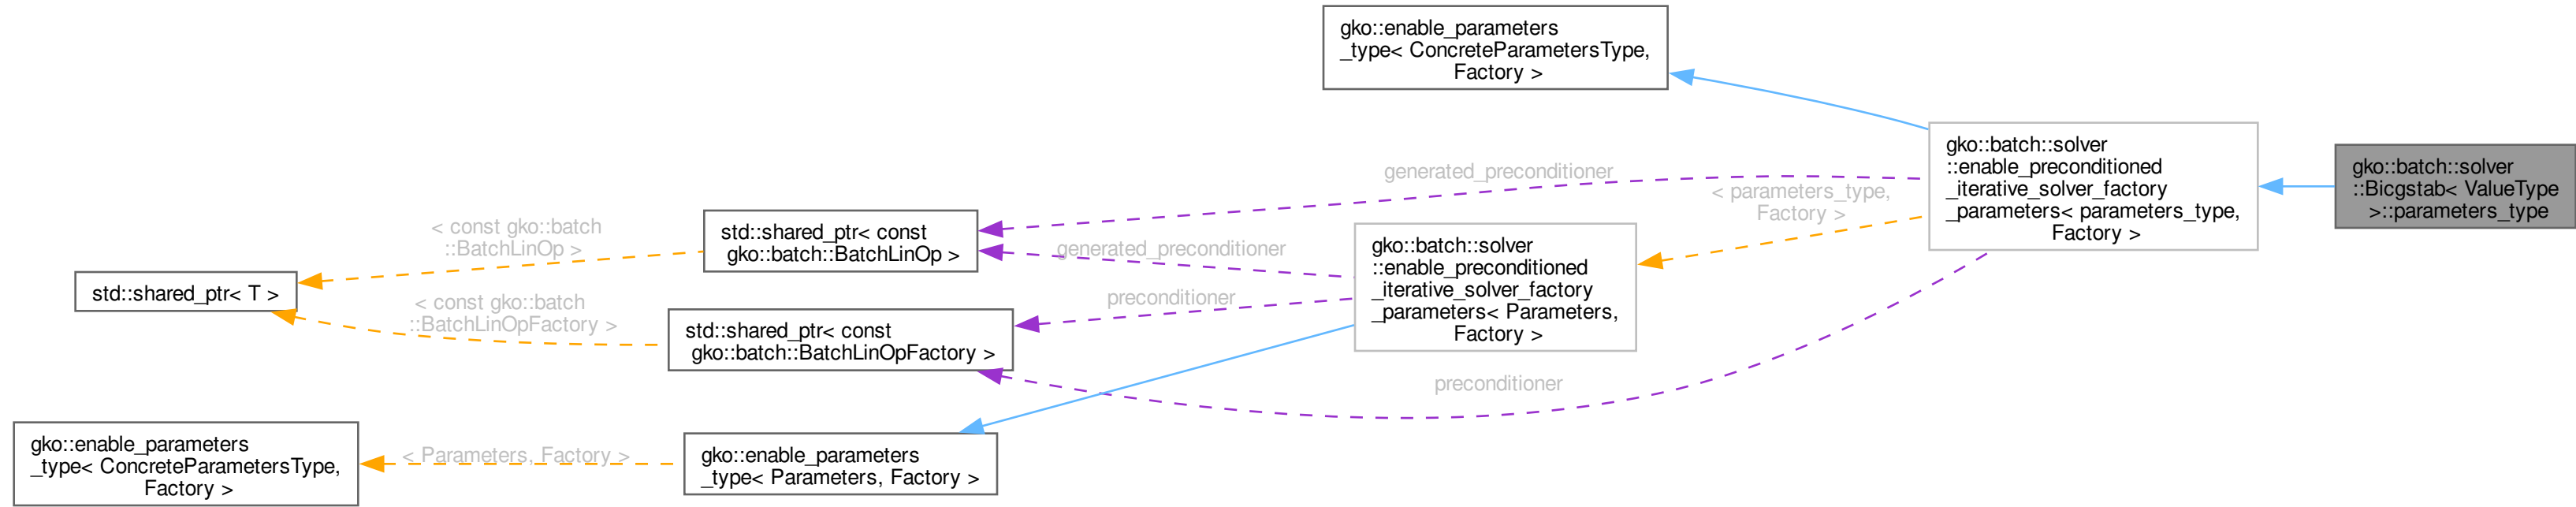 gko::enable_parameters
_type< ConcreteParametersType,
Factory >
gko::batch::solver
::enable_preconditioned
_iterative_solver_factory
_parameters< parameters_type,
Factory >
gko::batch::solver
::Bicgstab< ValueType
>::parameters_type
generated_preconditioner
< parameters_type,
Factory >
< const gko::batch
::BatchLinOp >
std::shared_ptr< const
gko::batch::BatchLinOp >
generated_preconditioner
gko::batch::solver
::enable_preconditioned
_iterative_solver_factory
_parameters< Parameters,
Factory >
std::shared_ptr< T >
< const gko::batch
::BatchLinOpFactory >
preconditioner
std::shared_ptr< const
gko::batch::BatchLinOpFactory >
preconditioner
gko::enable_parameters
_type< ConcreteParametersType,
Factory >
< Parameters, Factory >
gko::enable_parameters
_type< Parameters, Factory >